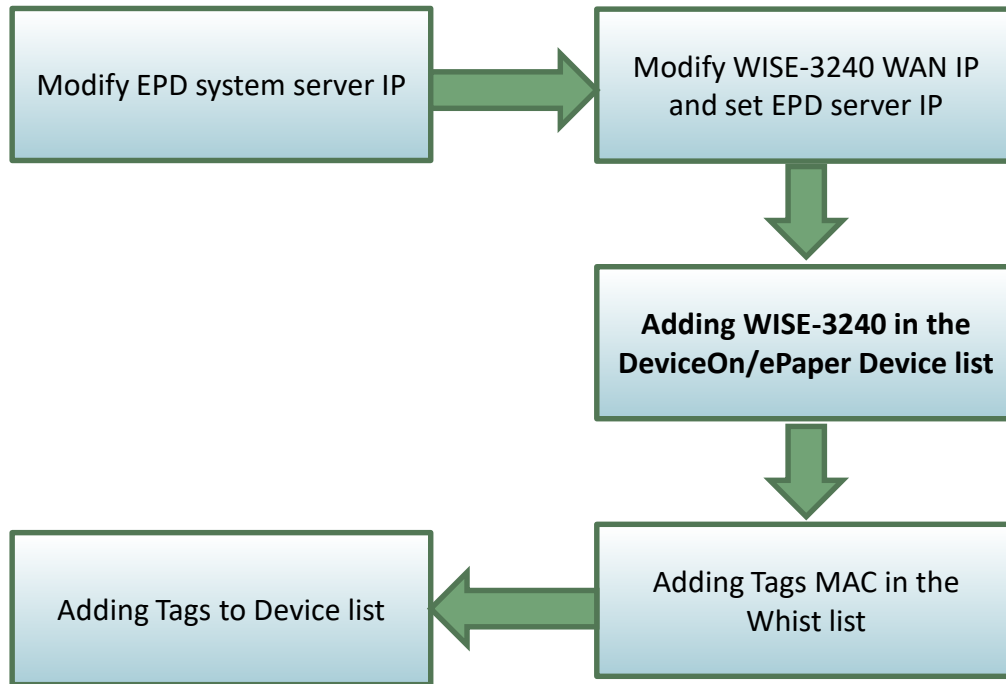 Modify EPD system server IP
Modify WISE-3240 WAN IP
and set EPD server IP
Adding WISE-3240 in the
DeviceOn/ePaper Device list
Adding Tags MAC in the
Whist list
Adding Tags to Device list